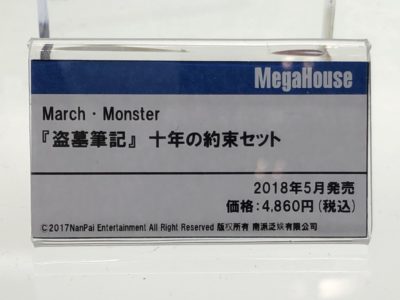 MegaHouse
March・Monster
『盗墓筆記』 十年の約束セット
2018年5月発売
価格:4,860円(税込)
©2017NanPai Entertainment All Right Reserved 版权所有 南派泛娱有限公司